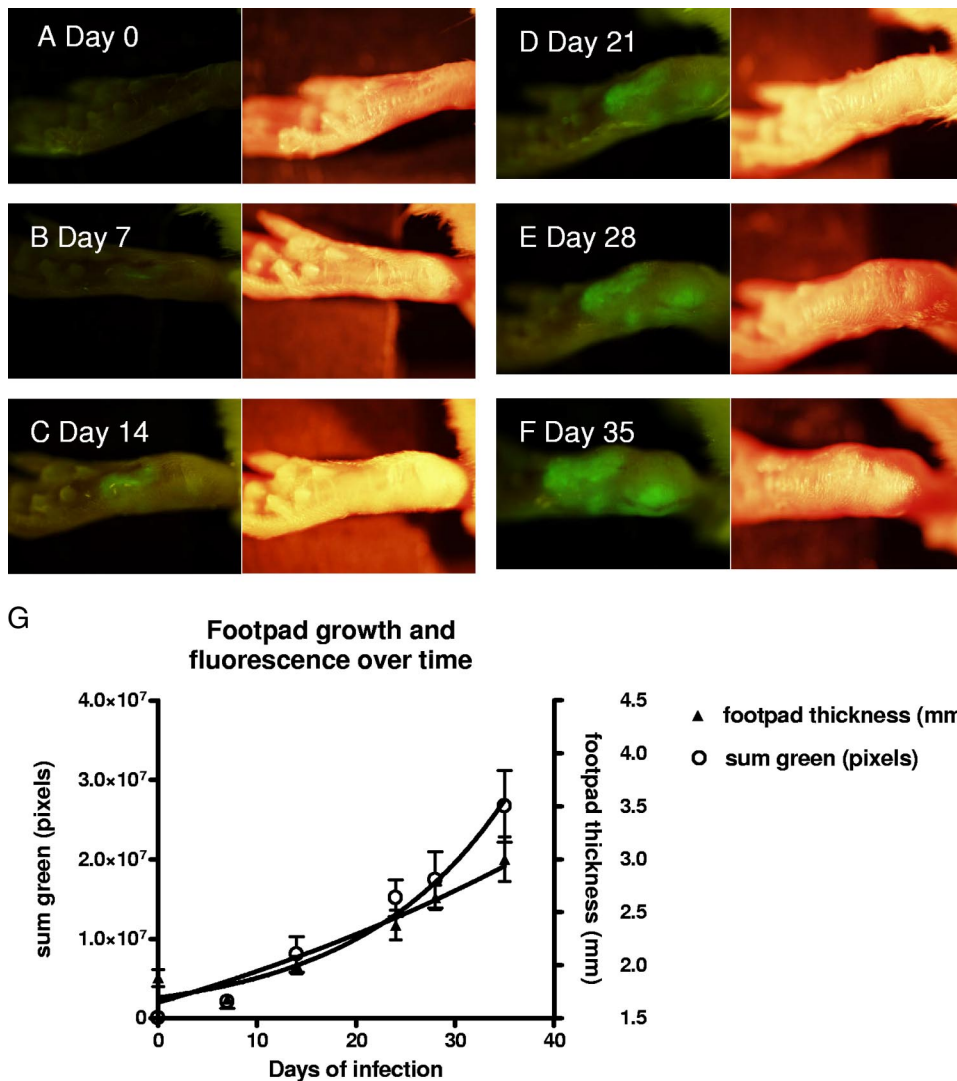 A Day 0
B Day 7
C Day 14
D Day 21
E Day 28
F Day 35
G
Footpad growth and
fluorescence over time
sum green (pixels)
4.0×10⁷
3.0×10⁷
2.0×10⁷
1.0×10⁷
0
4.5
4.0
3.5
3.0
2.5
2.0
1.5
footpad thickness (mm)
0 10 20 30 40
Days of infection
footpad thickness (mm
sum green (pixels)